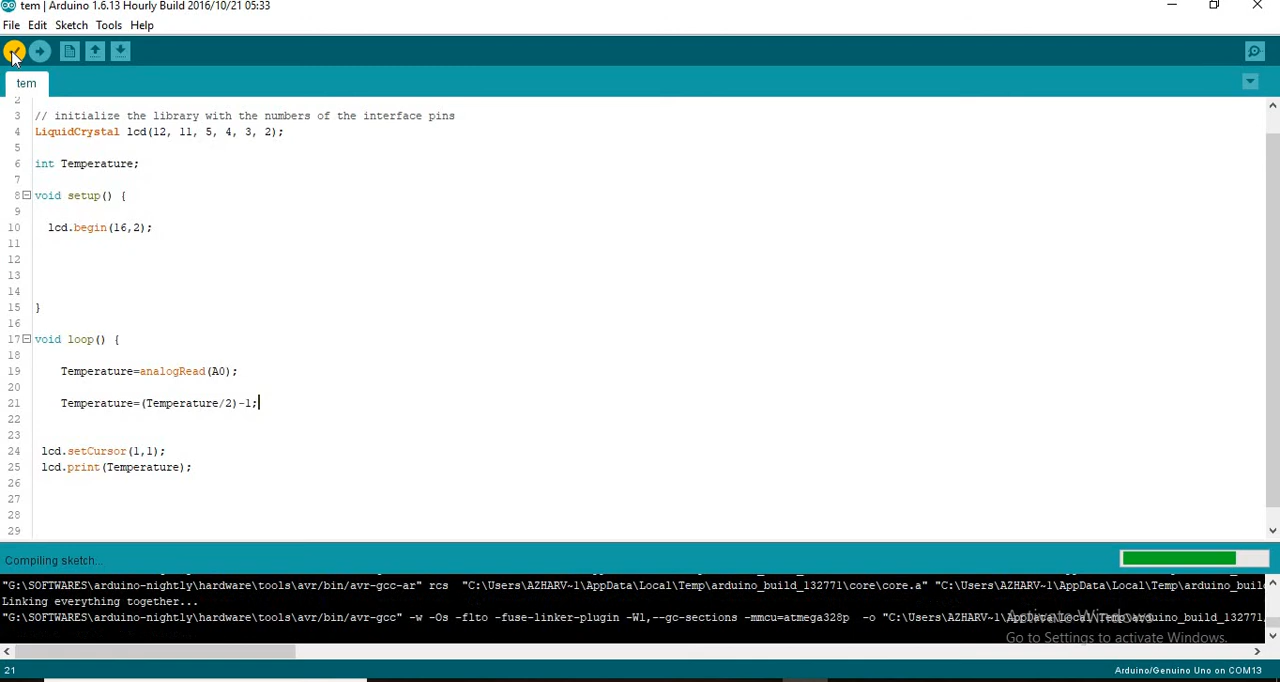 tem | Arduino 1.6.13 Hourly Build 2016/10/21 05:33
File Edit Sketch Tools Help
tem
2
3 // initialize the library with the numbers of the interface pins
4 LiquidCrystal lcd(12, 11, 5, 4, 3, 2);
5
6 int Temperature;
7
8 void setup() {
9
10 lcd.begin(16,2);
11
12
13
14
15 }
16
17 void loop() {
18
19 Temperature=analogRead(A0);
20
21 Temperature=(Temperature/2)-1;
22
23
24 lcd.setCursor(1,1);
25 lcd.print(Temperature);
26
27
28
29
Compiling sketch...
"G:\SOFTWARES\arduino-nightly\hardware\tools\avr/bin/avr-gcc-ar" rcs "C:\Users\AZHARV~1\AppData\Local\Temp\arduino_build_132771\core\core.a" "C:\Users\AZHARV~1\AppData\Local\Temp\arduino_buil
Linking everything together...
"G:\SOFTWARES\arduino-nightly\hardware\tools\avr/bin/avr-gcc" -w -Os -flto -fuse-linker-plugin -Wl,--gc-sections -mmcu=atmega328p -o "C:\Users\AZHARV~1\AppData\Local\Temp\arduino_build_132771
Activate Windows
Go to Settings to activate Windows.
21
Arduino/Genuino Uno on COM13